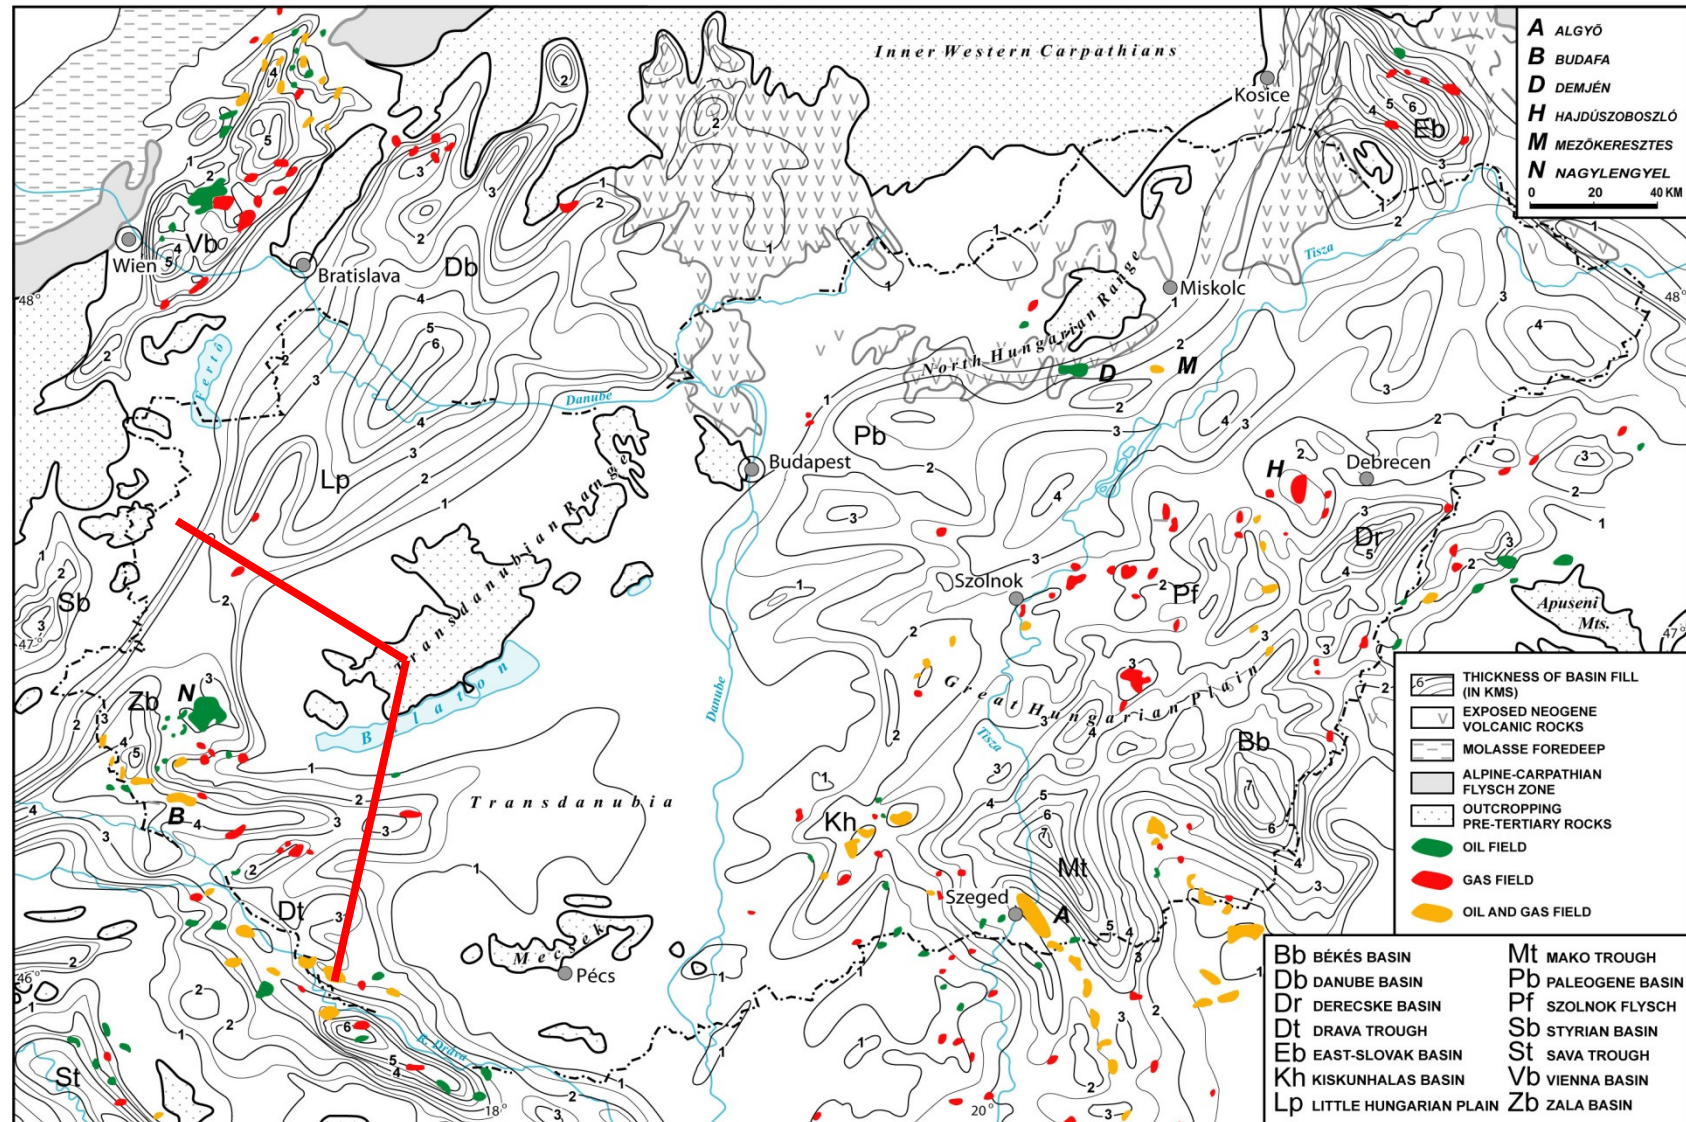 Inner Western Carpathians
Kosice
Eb
Wien
Vb
Bratislava
Db
Miskolc
Tisza
48°
48°
Fertő
North Hungarian Range
D
M
Danube
Pb
Budapest
Lp
H
Debrecen
Dr
Transdanubian Range
Szolnok
Pf
Sb
Apuseni
Mts.
47°
47°
Zb
N
Balaton
Danube
Great Hungarian Plain
Tisza
Bb
B
Transdanubia
Kh
Mt
Szeged
A
Dt
Mecsek
Pécs
46°
R. Dráva
St
18°
20°
A ALGYŐ
B BUDAFA
D DEMJÉN
H HAJDÚSZOBOSZLÓ
M MEZŐKERESZTES
N NAGYLENGYEL
0 20 40 KM
6 THICKNESS OF BASIN FILL
(IN KMS)
V EXPOSED NEOGENE
VOLCANIC ROCKS
MOLASSE FOREDEEP
ALPINE-CARPATHIAN
FLYSCH ZONE
OUTCROPPING
PRE-TERTIARY ROCKS
OIL FIELD
GAS FIELD
OIL AND GAS FIELD
Bb BÉKÉS BASIN
Db DANUBE BASIN
Dr DERECSKE BASIN
Dt DRAVA TROUGH
Eb EAST-SLOVAK BASIN
Kh KISKUNHALAS BASIN
Lp LITTLE HUNGARIAN PLAIN
Mt MAKO TROUGH
Pb PALEOGENE BASIN
Pf SZOLNOK FLYSCH
Sb STYRIAN BASIN
St SAVA TROUGH
Vb VIENNA BASIN
Zb ZALA BASIN